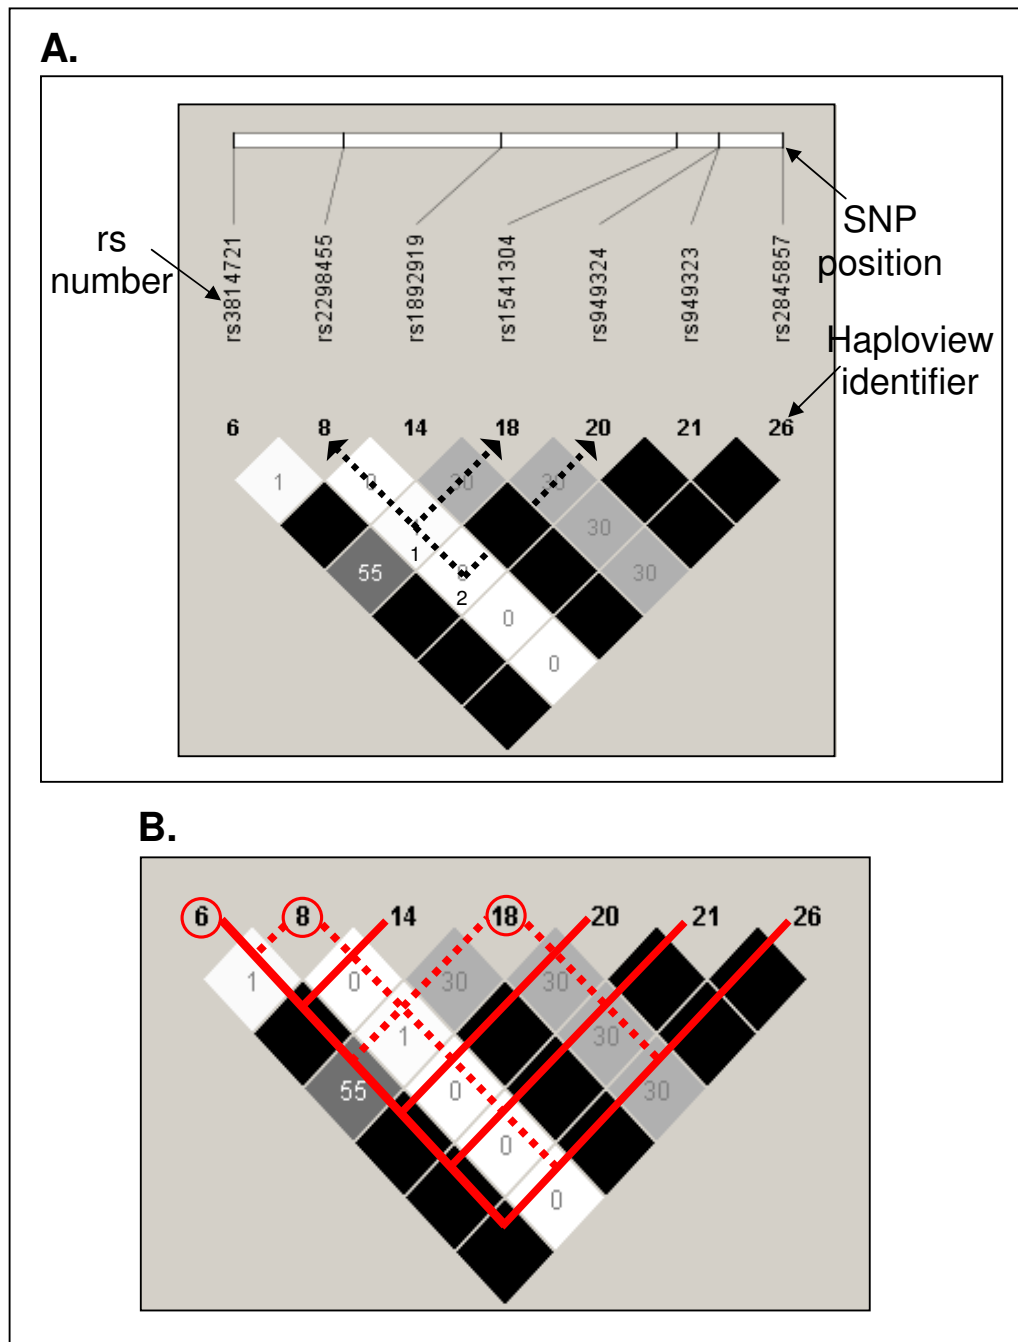 A.
rs
number
SNP
position
Haploview
identifier
rs3814721
rs2298455
rs1892919
rs1541304
rs949324
rs949323
rs2845857
6 8 14 18 20 21 26
1 0 30 30
1 30
1
55 0 30
2
0
0
B.
6 8 14 18 20 21 26
1 0 30 30
1 30
55 0 30
0
0